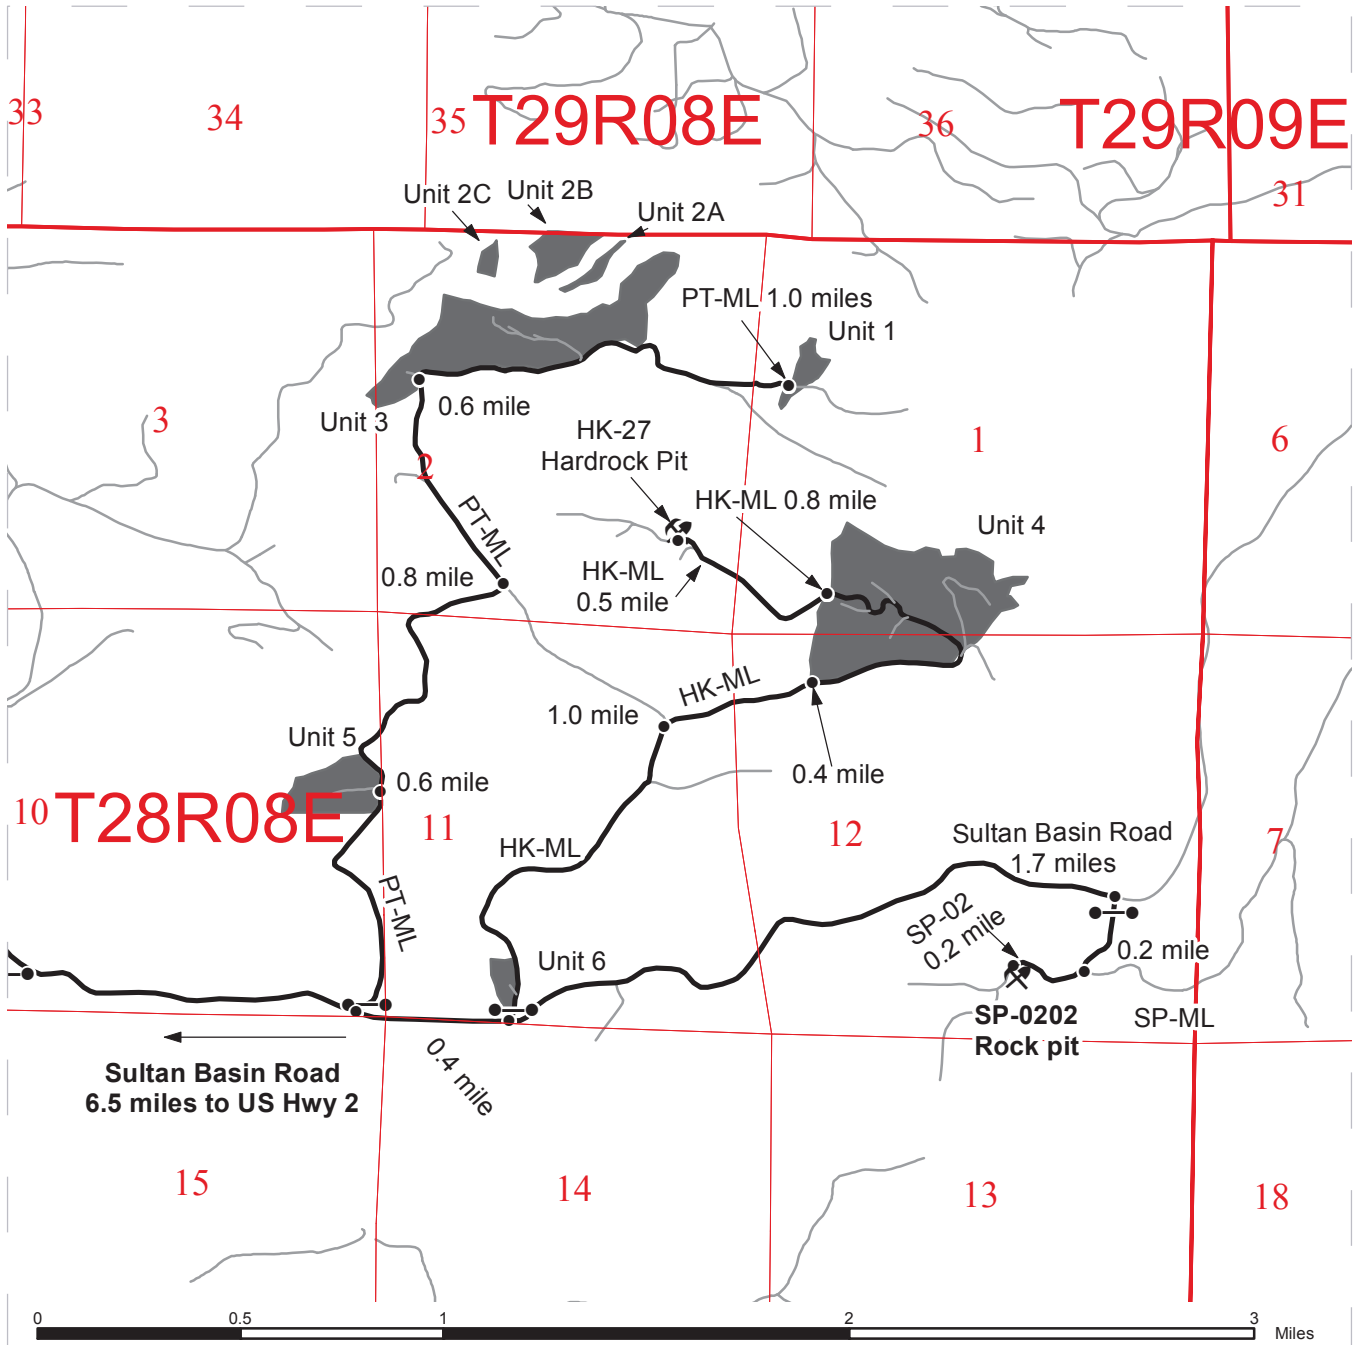 33
34
35
T29R08E
36
T29R09E
31
Unit 2C
Unit 2B
Unit 2A
PT-ML 1.0 miles
Unit 1
3
Unit 3
0.6 mile
2
HK-27
Hardrock Pit
1
6
PT-ML
HK-ML 0.8 mile
Unit 4
0.8 mile
HK-ML
0.5 mile
HK-ML
1.0 mile
Unit 5
0.6 mile
0.4 mile
10
T28R08E
11
12
7
HK-ML
Sultan Basin Road
1.7 miles
PT-ML
SP-02
0.2 mile
0.2 mile
Unit 6
SP-0202
Rock pit
SP-ML
0.4 mile
Sultan Basin Road
6.5 miles to US Hwy 2
15
14
13
18
0
0.5
1
2
3
Miles